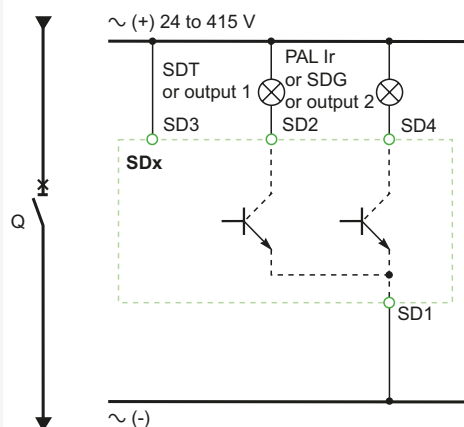 ∼ (+) 24 to 415 V
SDT
or output 1
PAL Ir
or SDG
or output 2
SD3
SD2
SD4
SDx
Q
SD1
∼ (-)